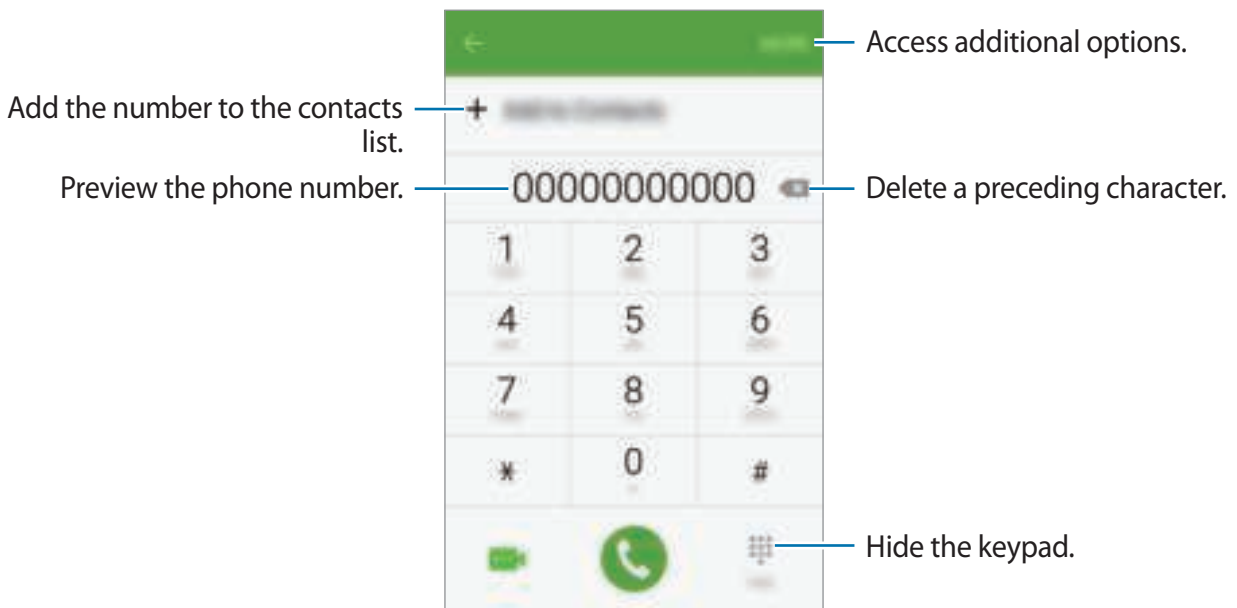 Access additional options.
Add the number to the contacts
list.
Preview the phone number.
00000000000
Delete a preceding character.
1 2 3
4 5 6
7 8 9
* 0 #
Hide the keypad.